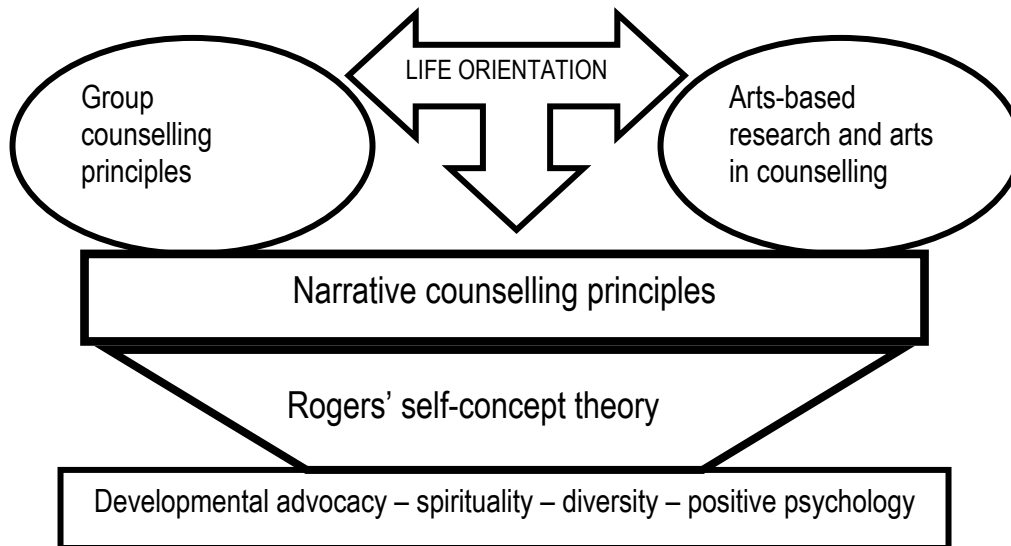 Group
counselling
principles
LIFE ORIENTATION
Arts-based
research and arts
in counselling
Narrative counselling principles
Rogers’ self-concept theory
Developmental advocacy – spirituality – diversity – positive psychology